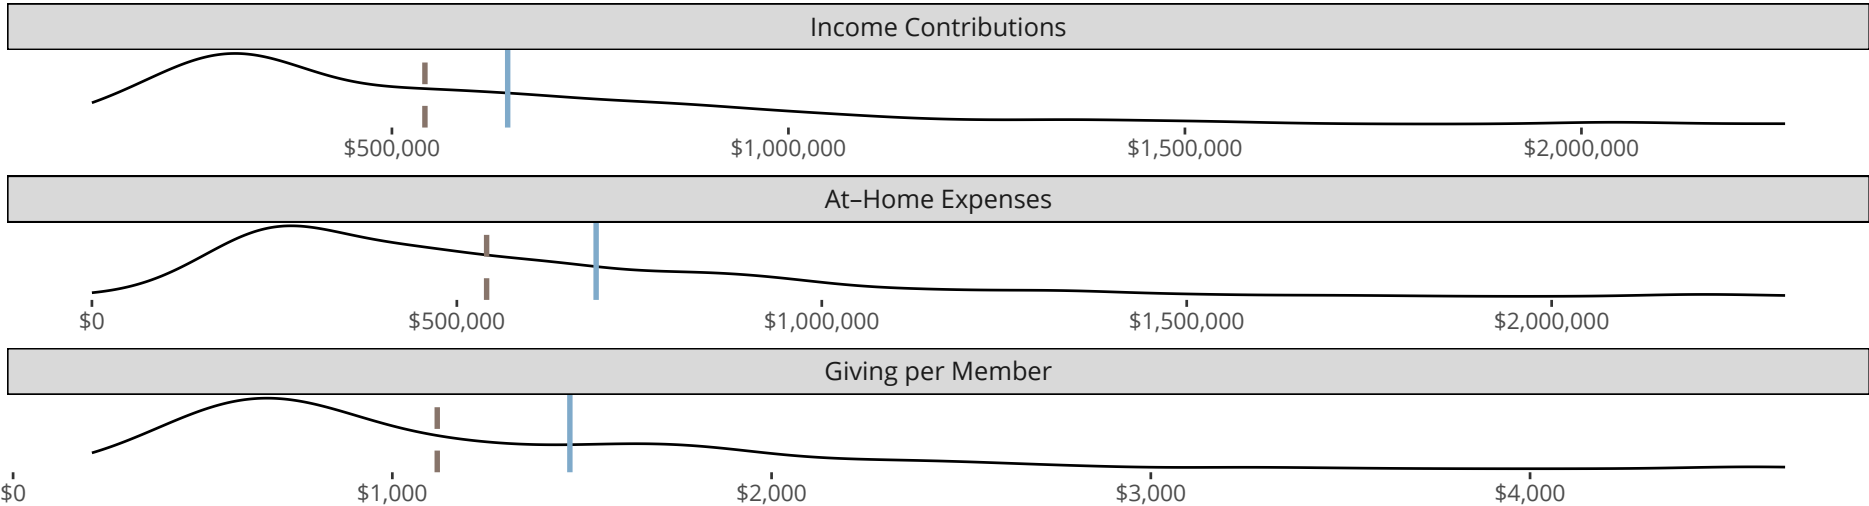 Income Contributions
$500,000 $1,000,000 $1,500,000 $2,000,000
At–Home Expenses
$0 $500,000 $1,000,000 $1,500,000 $2,000,000
Giving per Member
$0 $1,000 $2,000 $3,000 $4,000